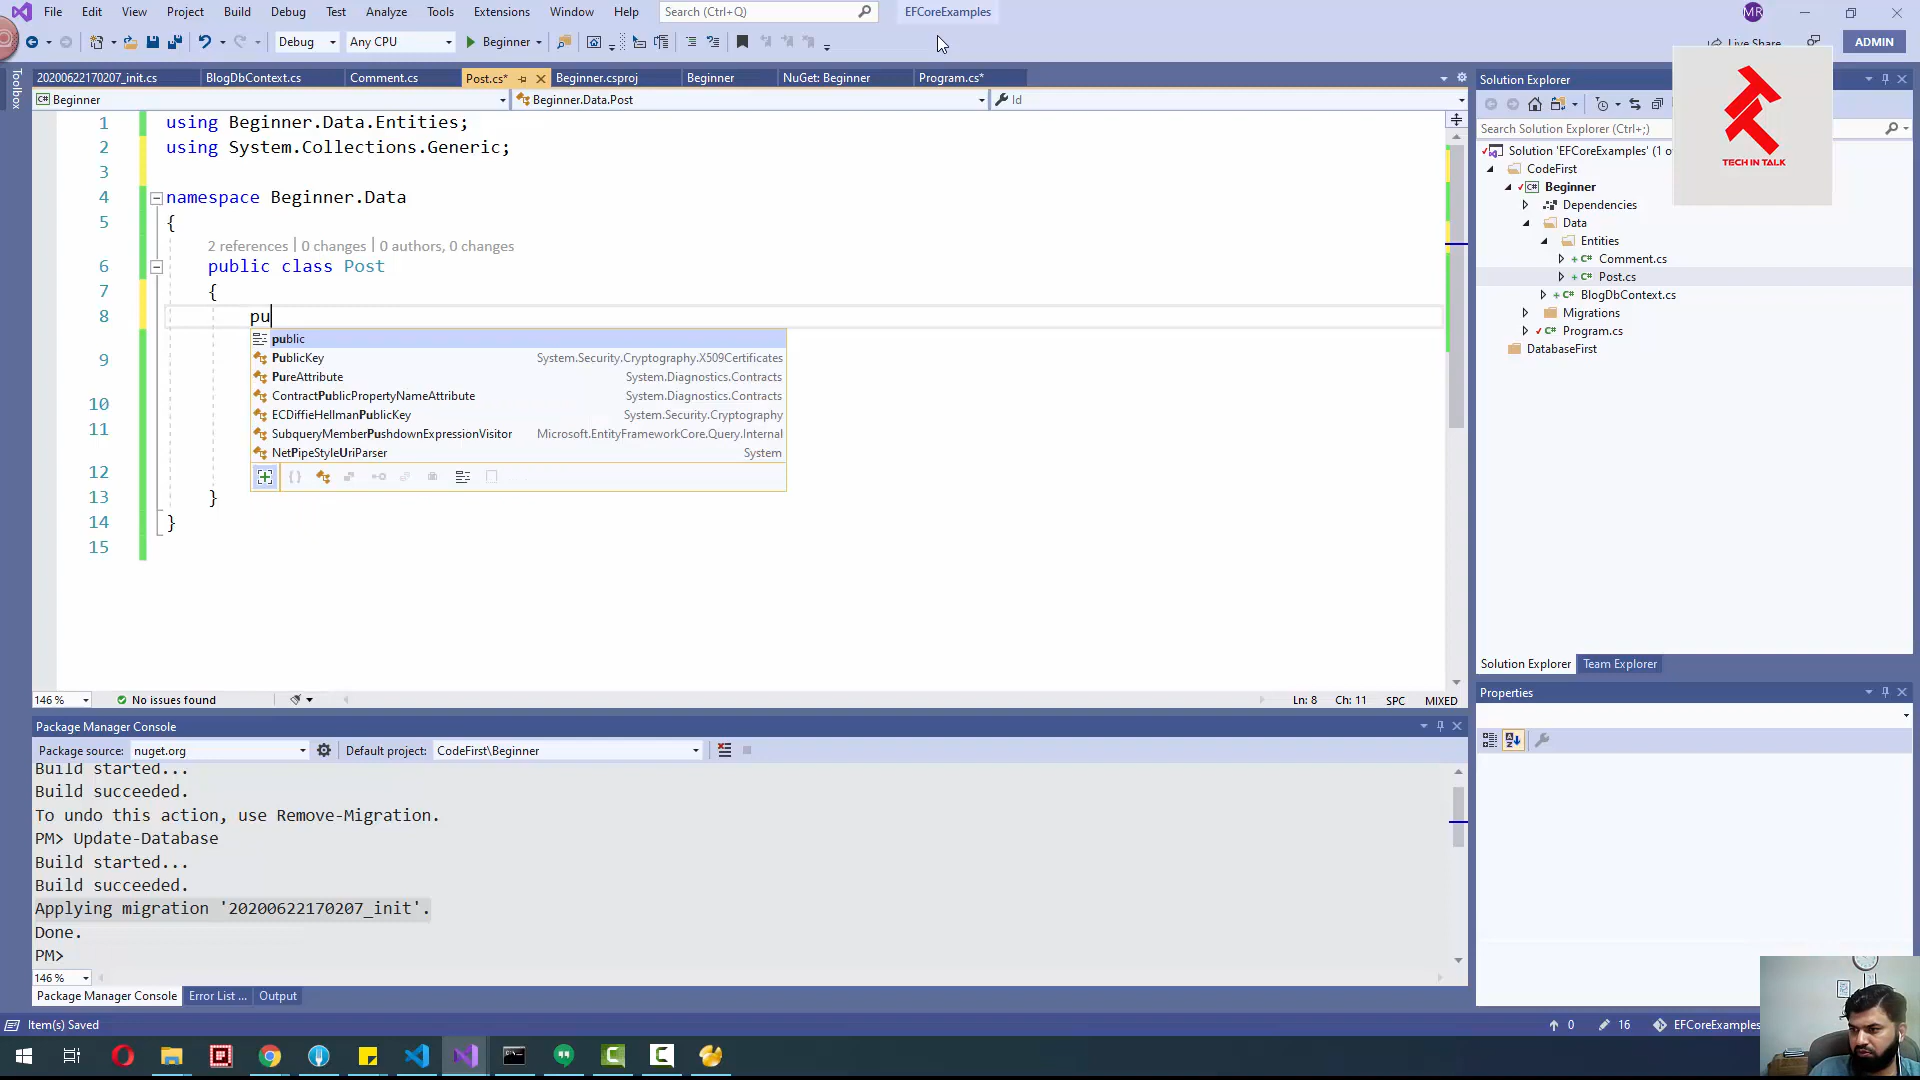 File Edit View Project Build Debug Test Analyze Tools Extensions Window Help Search (Ctrl+Q) EFCoreExamples MR
Debug Any CPU Beginner Live Share ADMIN
Toolbox
20200622170207_init.cs BlogDbContext.cs Comment.cs Post.cs* Beginner.csproj Beginner NuGet: Beginner Program.cs*
Beginner Beginner.Data.Post Id
1 using Beginner.Data.Entities;
2 using System.Collections.Generic;
3
4 namespace Beginner.Data
5 {
2 references | 0 changes | 0 authors, 0 changes
6 public class Post
7 {
8 pu
public
PublicKey System.Security.Cryptography.X509Certificates
9 PureAttribute System.Diagnostics.Contracts
ContractPublicPropertyNameAttribute System.Diagnostics.Contracts
10 ECDiffieHellmanPublicKey System.Security.Cryptography
11 SubqueryMemberPushdownExpressionVisitor Microsoft.EntityFrameworkCore.Query.Internal
NetPipeStyleUriParser System
12
13 }
14 }
15
146 % No issues found Ln: 8 Ch: 11 SPC MIXED
Package Manager Console
Package source: nuget.org Default project: CodeFirst\Beginner
Build started...
Build succeeded.
To undo this action, use Remove-Migration.
PM> Update-Database
Build started...
Build succeeded.
Applying migration '20200622170207_init'.
Done.
PM>
146 %
Package Manager Console Error List ... Output
Item(s) Saved 0 16 EFCoreExamples
Solution Explorer
Search Solution Explorer (Ctrl+;)
Solution 'EFCoreExamples' (1 o
CodeFirst
Beginner
Dependencies
Data
Entities
Comment.cs
Post.cs
BlogDbContext.cs
Migrations
Program.cs
DatabaseFirst
TECH IN TALK
Solution Explorer Team Explorer
Properties